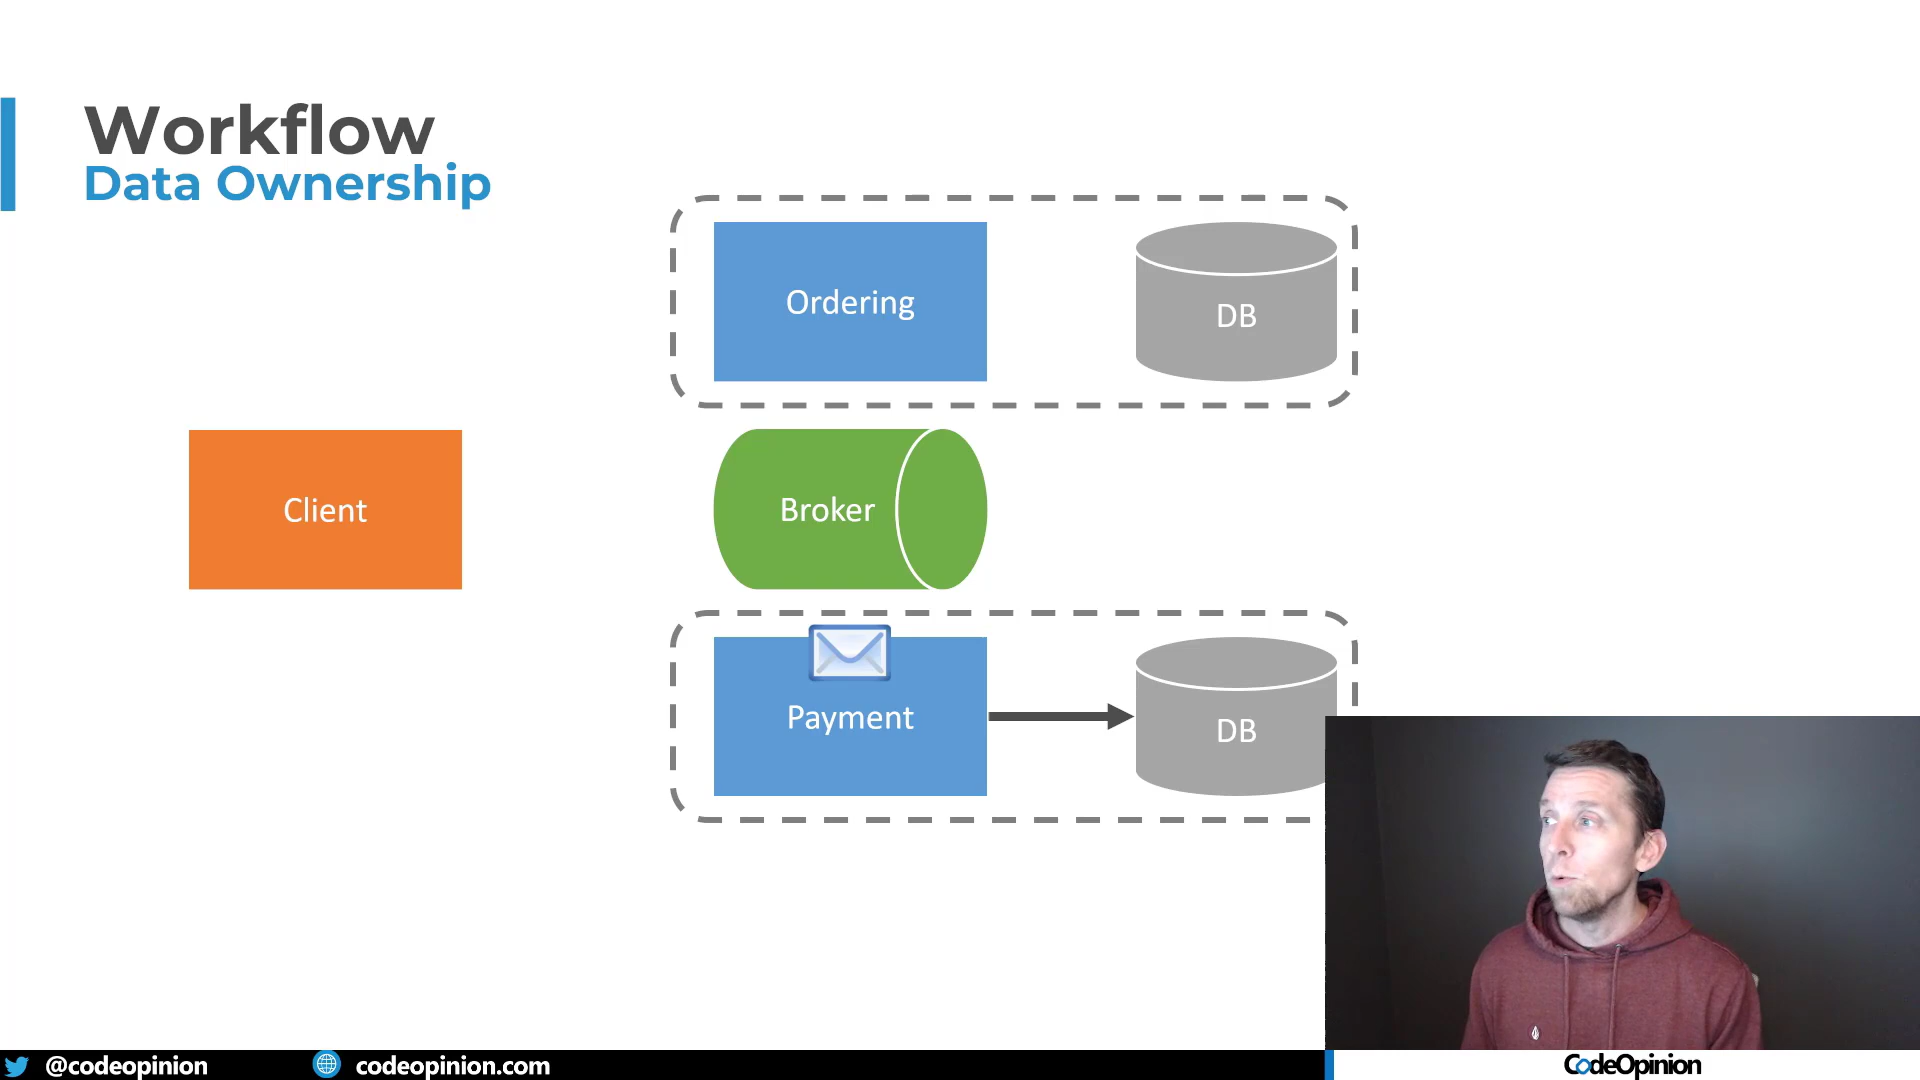 Workflow
Data Ownership
Ordering
DB
Client
Broker
Payment
DB
@codeopinion
codeopinion.com
CodeOpinion